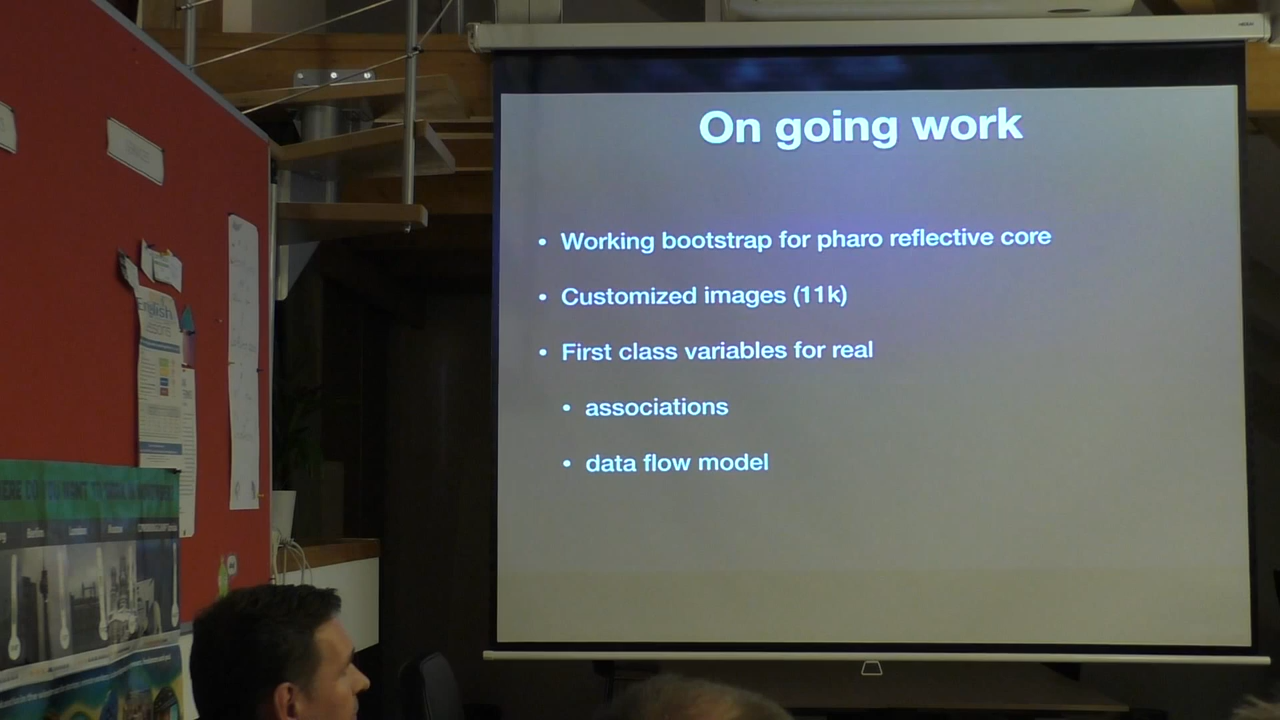 On going work
• Working bootstrap for pharo reflective core
• Customized images (11k)
• First class variables for real
• associations
• data flow model
English